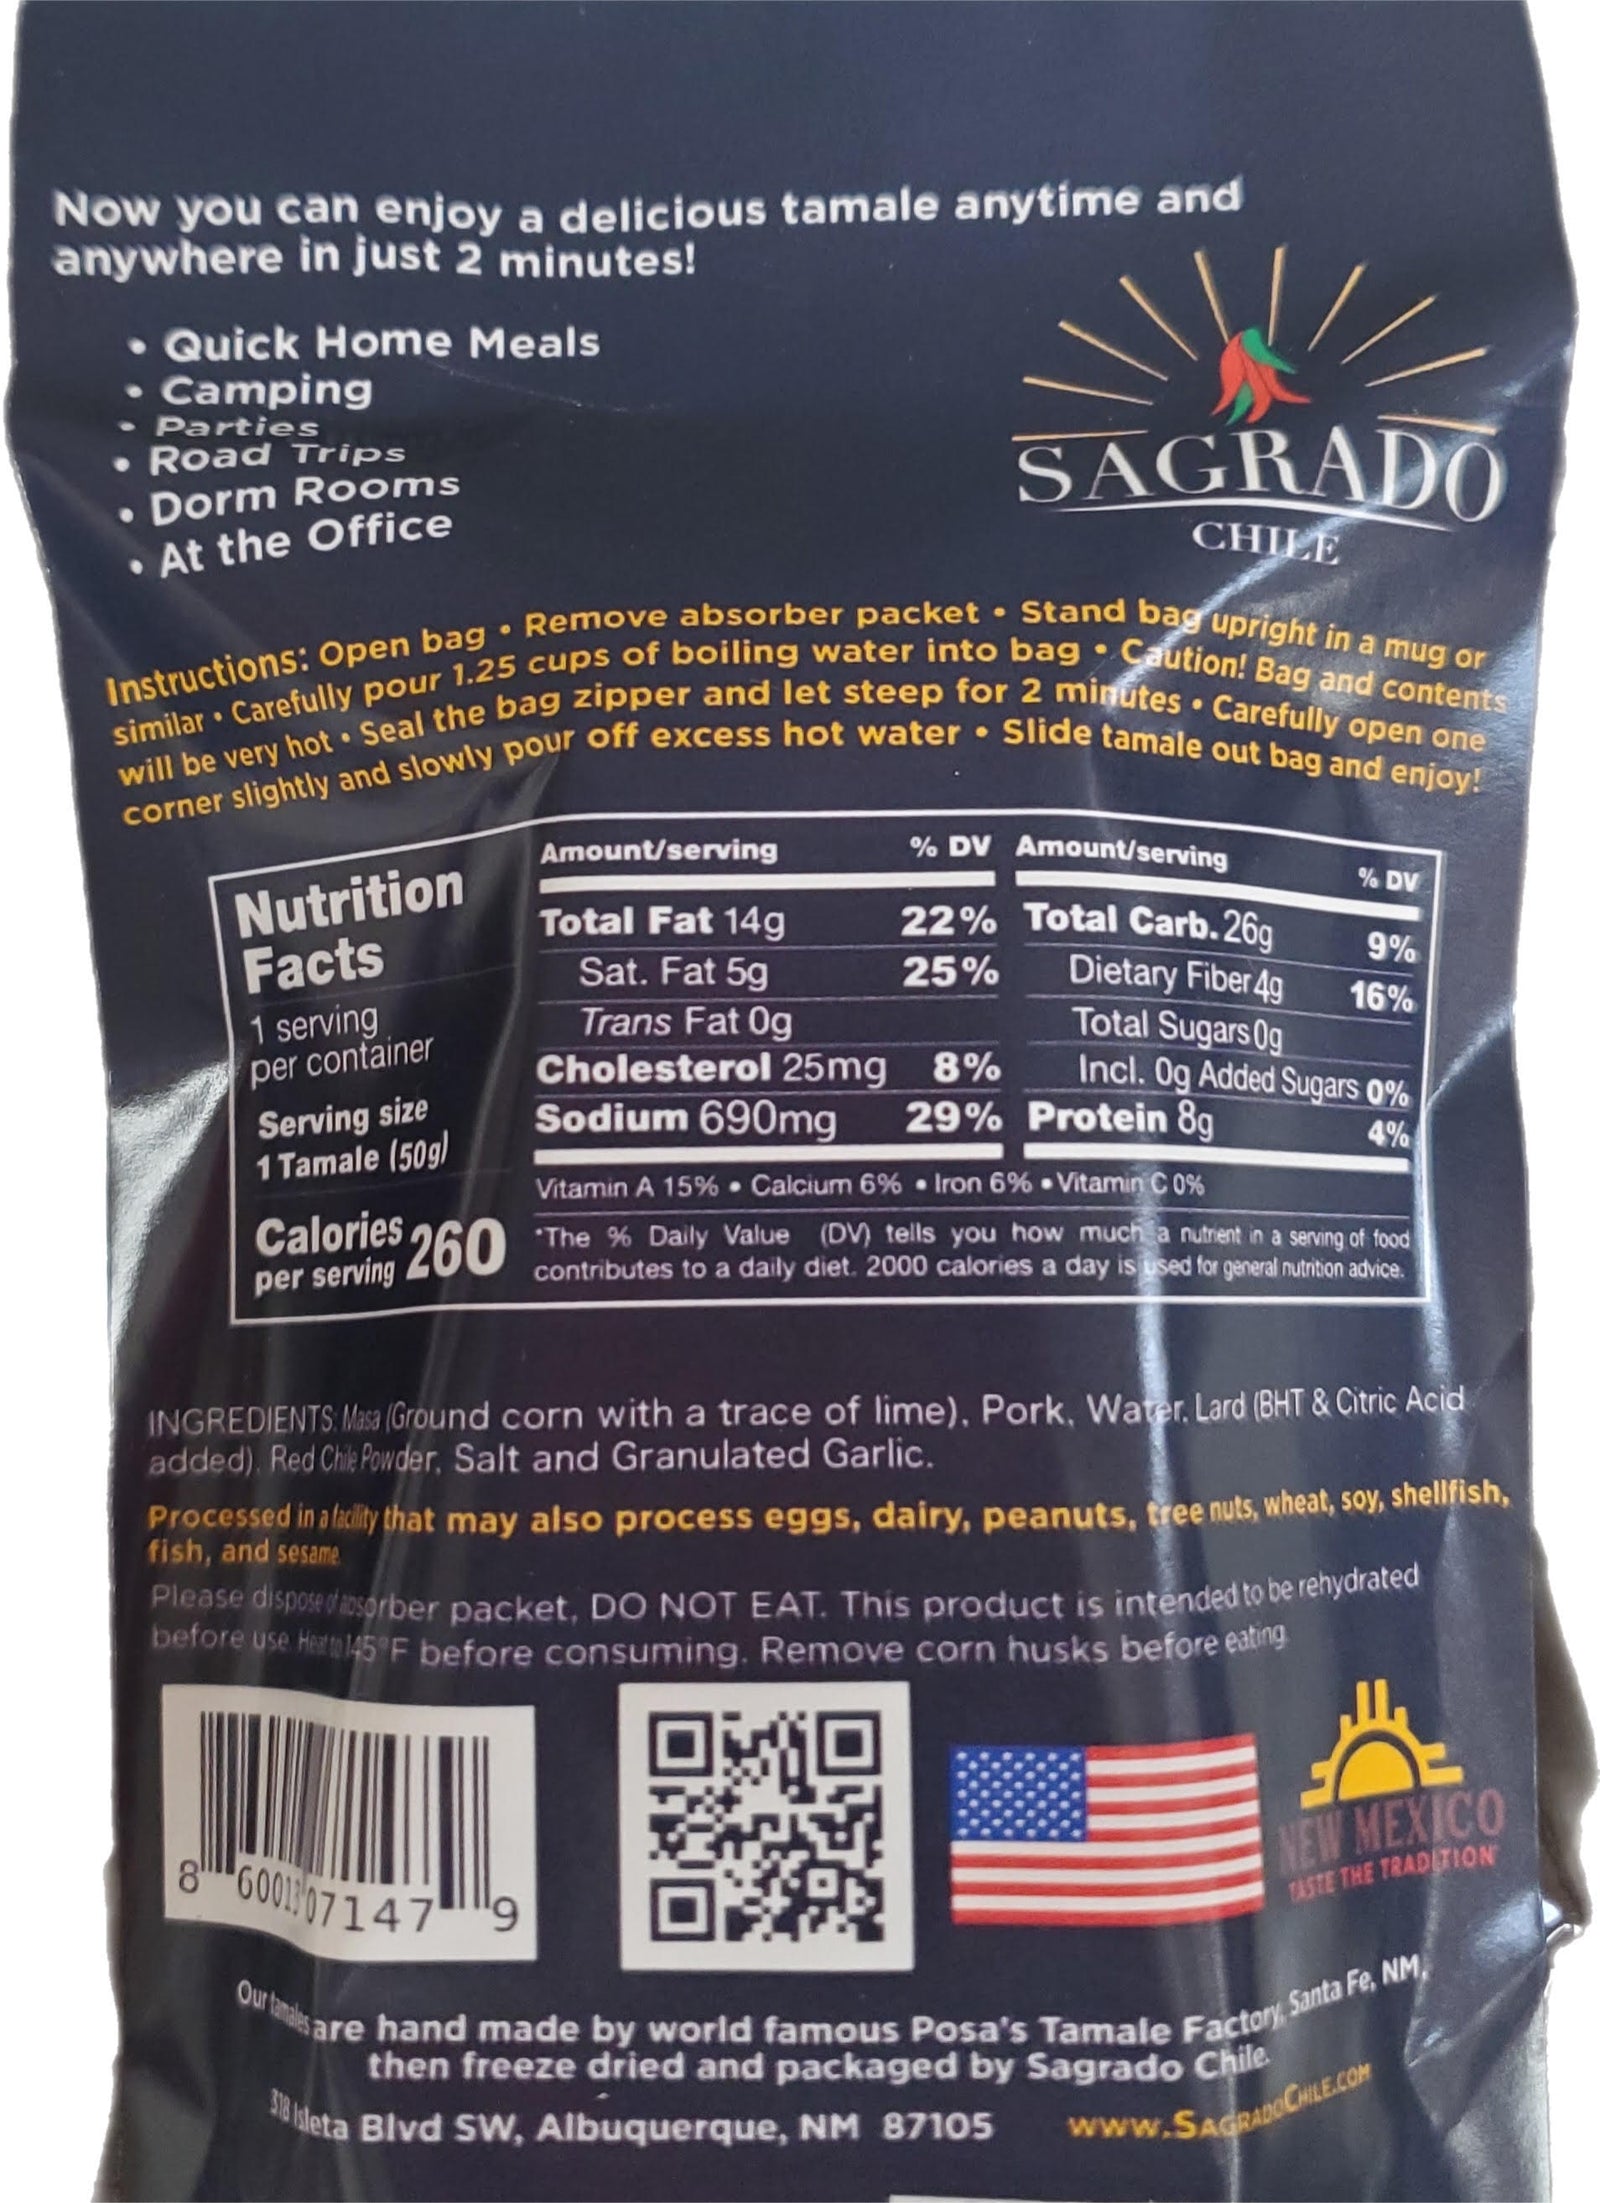 Now you can enjoy a delicious tamale anytime and
anywhere in just 2 minutes!
• Quick Home Meals
• Camping
• Parties
• Road Trips
• Dorm Rooms
• At the Office
SAGRADO
CHILE
Instructions: Open bag • Remove absorber packet • Stand bag upright in a mug or
similar • Carefully pour 1.25 cups of boiling water into bag • Caution! Bag and contents
will be very hot • Seal the bag zipper and let steep for 2 minutes • Carefully open one
corner slightly and slowly pour off excess hot water • Slide tamale out bag and enjoy!
Nutrition
Facts
1 serving
per container
Serving size
1 Tamale (50g)
Calories
per serving 260
Amount/serving % DV
Total Fat 14g 22%
Sat. Fat 5g 25%
Trans Fat 0g
Cholesterol 25mg 8%
Sodium 690mg 29%
Amount/serving % DV
Total Carb. 26g 9%
Dietary Fiber 4g 16%
Total Sugars 0g
Incl. 0g Added Sugars 0%
Protein 8g 4%
Vitamin A 15% • Calcium 6% • Iron 6% • Vitamin C 0%
*The % Daily Value (DV) tells you how much a nutrient in a serving of food
contributes to a daily diet. 2000 calories a day is used for general nutrition advice.
INGREDIENTS: Masa (Ground corn with a trace of lime), Pork, Water, Lard (BHT & Citric Acid
added), Red Chile Powder, Salt and Granulated Garlic.
Processed in a facility that may also process eggs, dairy, peanuts, tree nuts, wheat, soy, shellfish,
fish, and sesame.
Please dispose of absorber packet, DO NOT EAT. This product is intended to be rehydrated
before use. Heat to 145°F before consuming. Remove corn husks before eating.
8 60013 07147 9
NEW MEXICO
TASTE THE TRADITION
Our tamales are hand made by world famous Posa's Tamale Factory, Santa Fe, NM,
then freeze dried and packaged by Sagrado Chile.
318 Isleta Blvd SW, Albuquerque, NM 87105 www.SagradoChile.com